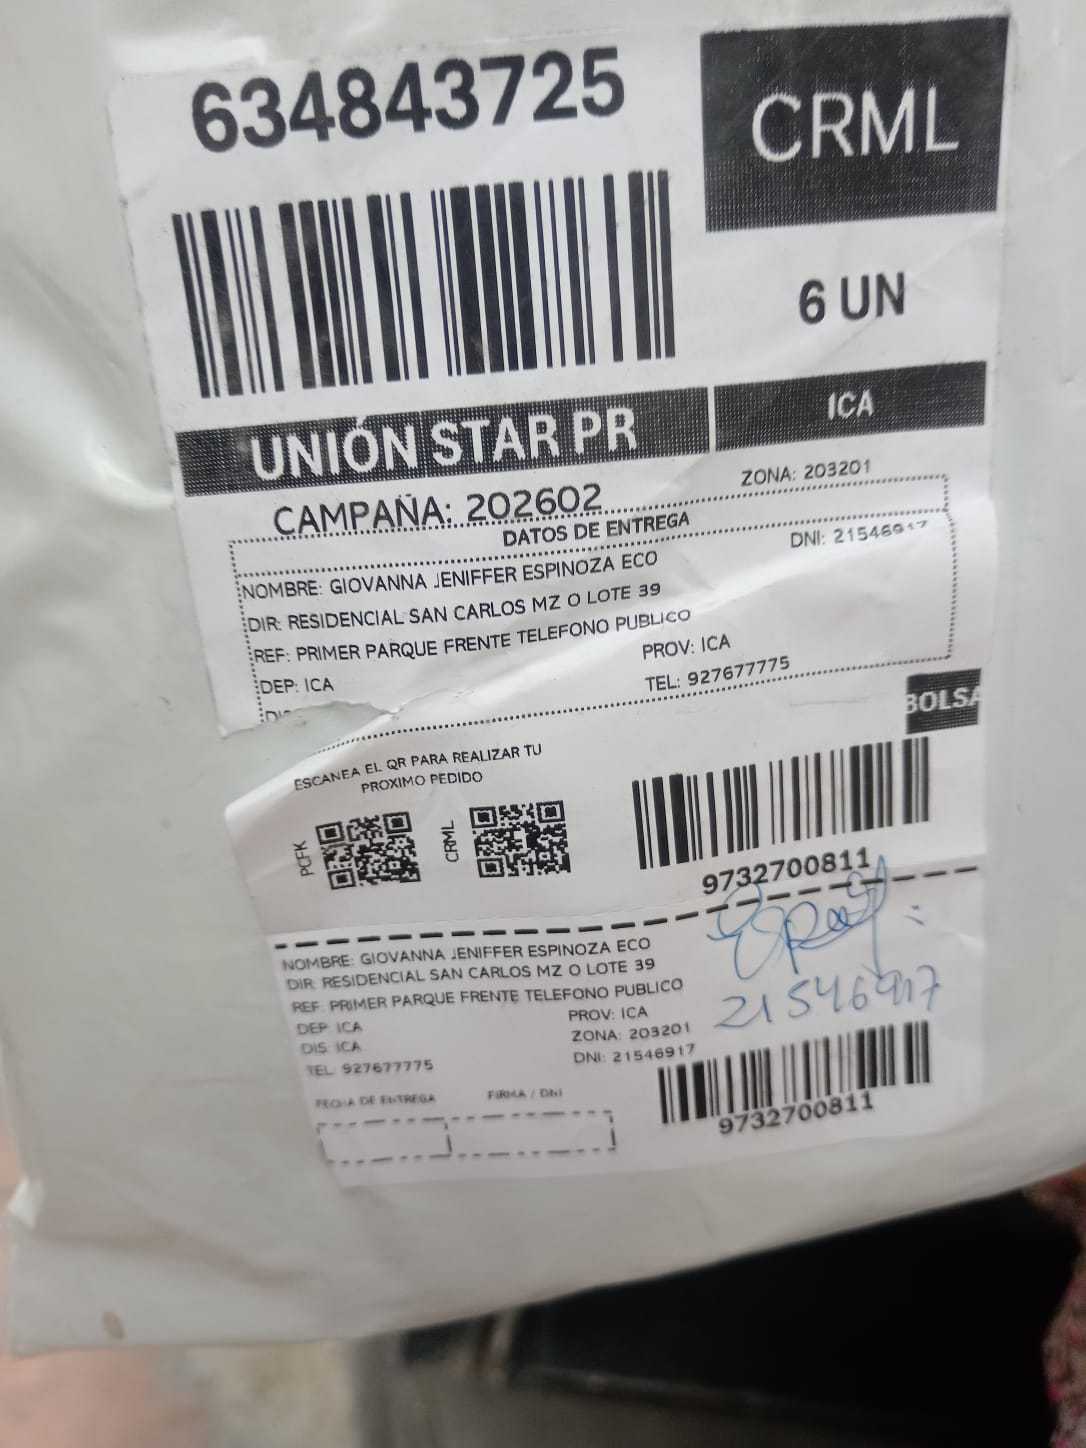 634843725
CRML
6 UN
UNIÓN STAR PR
ICA
CAMPAÑA: 202602
ZONA: 203201
DATOS DE ENTREGA
NOMBRE: GIOVANNA JENIFFER ESPINOZA ECO
DNI: 21546917
DIR: RESIDENCIAL SAN CARLOS MZ O LOTE 39
REF: PRIMER PARQUE FRENTE TELEFONO PUBLICO
DEP: ICA
PROV: ICA
TEL: 927677775
BOLSA
ESCANEA EL QR PARA REALIZAR TU
PROXIMO PEDIDO
PCFK
CRML
9732700811
NOMBRE: GIOVANNA JENIFFER ESPINOZA ECO
DIR: RESIDENCIAL SAN CARLOS MZ O LOTE 39
REF: PRIMER PARQUE FRENTE TELEFONO PUBLICO
DEP: ICA
PROV: ICA
DIS: ICA
ZONA: 203201
TEL: 927677775
DNI: 21546917
21546917
FECHA DE ENTREGA
FIRMA / DNI
9732700811